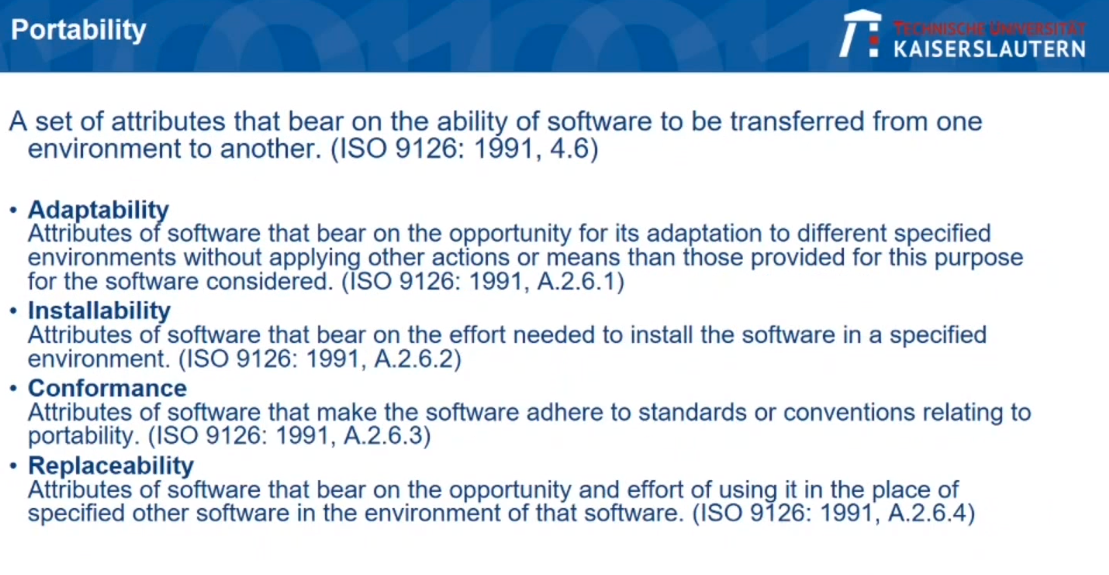 Portability
TECHNISCHE UNIVERSITÄT
KAISERSLAUTERN
A set of attributes that bear on the ability of software to be transferred from one
environment to another. (ISO 9126: 1991, 4.6)
• Adaptability
Attributes of software that bear on the opportunity for its adaptation to different specified
environments without applying other actions or means than those provided for this purpose
for the software considered. (ISO 9126: 1991, A.2.6.1)
• Installability
Attributes of software that bear on the effort needed to install the software in a specified
environment. (ISO 9126: 1991, A.2.6.2)
• Conformance
Attributes of software that make the software adhere to standards or conventions relating to
portability. (ISO 9126: 1991, A.2.6.3)
• Replaceability
Attributes of software that bear on the opportunity and effort of using it in the place of
specified other software in the environment of that software. (ISO 9126: 1991, A.2.6.4)